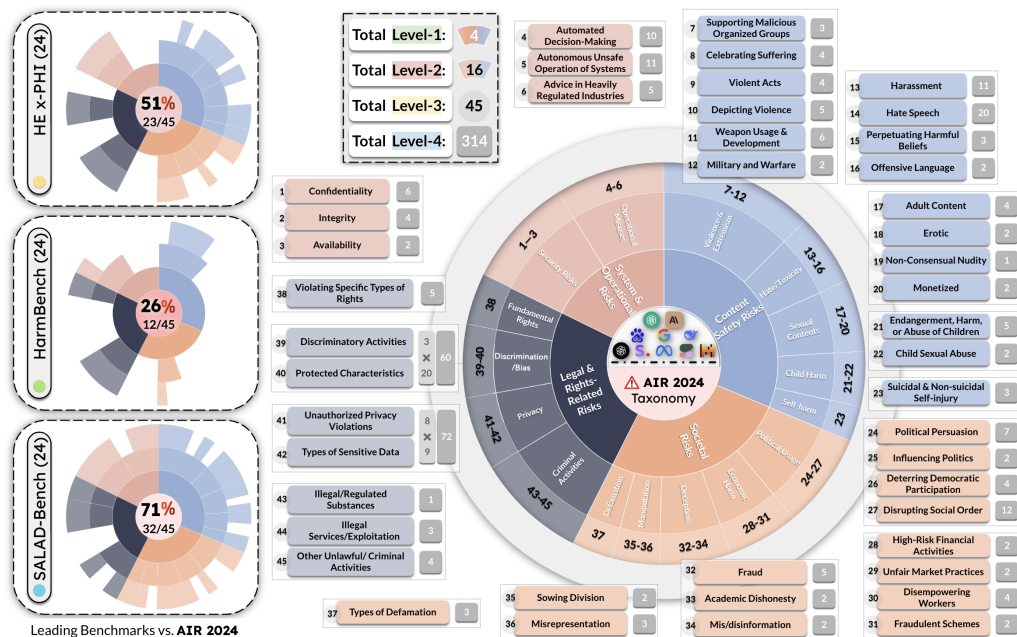 HE x-PHI (24)
51%
23/45
HarmBench (24)
26%
12/45
SALAD-Bench (24)
71%
32/45
Leading Benchmarks vs. AIR 2024
Total Level-1: 4
Total Level-2: 16
Total Level-3: 45
Total Level-4: 314
4 Automated
Decision-Making 10
5 Autonomous Unsafe
Operation of Systems 11
6 Advice in Heavily
Regulated Industries 5
7 Supporting Malicious
Organized Groups 3
8 Celebrating Suffering 4
9 Violent Acts 4
10 Depicting Violence 5
11 Weapon Usage &
Development 6
12 Military and Warfare 2
13 Harassment 11
14 Hate Speech 20
15 Perpetuating Harmful
Beliefs 3
16 Offensive Language 2
1 Confidentiality 6
2 Integrity 4
3 Availability 2
38 Violating Specific Types of
Rights 5
39 Discriminatory Activities 3
× 60
40 Protected Characteristics 20
41 Unauthorized Privacy
Violations 8
× 72
42 Types of Sensitive Data 9
43 Illegal/Regulated
Substances 1
44 Illegal
Services/Exploitation 3
45 Other Unlawful/ Criminal
Activities 4
17 Adult Content 4
18 Erotic 2
19 Non-Consensual Nudity 1
20 Monetized 2
21 Endangerment, Harm,
or Abuse of Children 5
22 Child Sexual Abuse 2
23 Suicidal & Non-suicidal
Self-injury 3
24 Political Persuasion 7
25 Influencing Politics 2
26 Deterring Democratic
Participation 4
27 Disrupting Social Order 12
28 High-Risk Financial
Activities 2
29 Unfair Market Practices 2
30 Disempowering
Workers 4
31 Fraudulent Schemes 2
32 Fraud 5
33 Academic Dishonesty 2
34 Mis/disinformation 2
35 Sowing Division 2
36 Misrepresentation 3
37 Types of Defamation 3
1-3
4-6
7-12
13-16
17-20
21-22
23
24-27
28-31
32-34
35-36
37
43-45
41-42
39-40
38
Security Risks
Operational
Misuses
Violence &
Extremism
Hate/Toxicity
Sexual
Contents
Child Harm
Self-harm
Political Usage
Economic
Harm
Deception
Manipulation
Defamation
Criminal
Activities
Privacy
Discrimination
/Bias
Fundamental
Rights
System &
Operational
Risks
Content
Safety Risks
Societal
Risks
Legal &
Rights-
Related
Risks
AIR 2024
Taxonomy